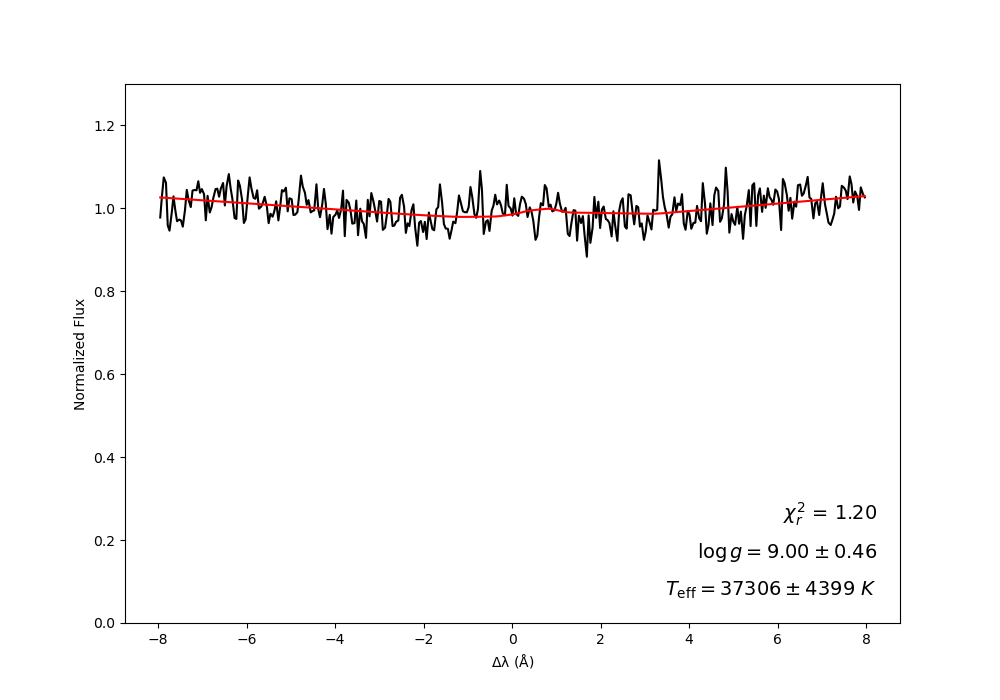 1.2
1.0
0.8
0.6
0.4
0.2
0.0
Normalized Flux
χ²ᵣ = 1.20
log g = 9.00 ± 0.46
T_eff = 37306 ± 4399 K
−8 −6 −4 −2 0 2 4 6 8
Δλ (Å)